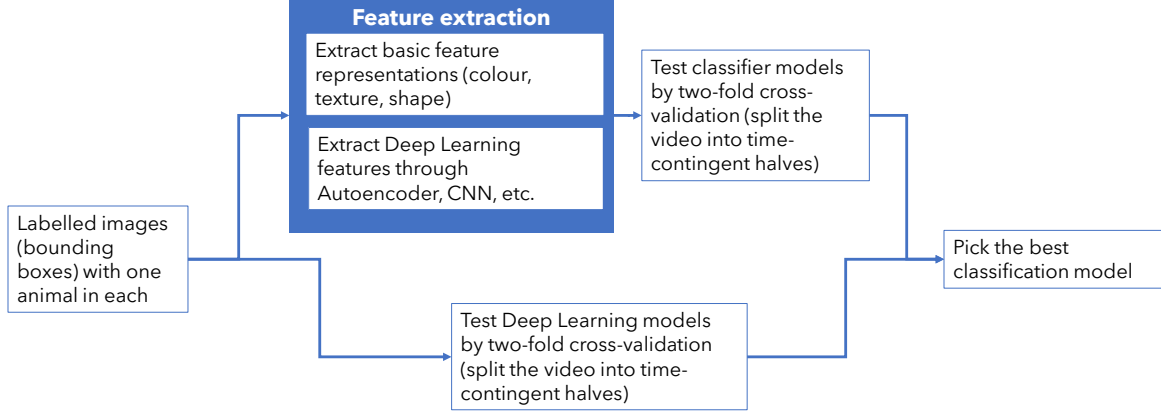 Feature extraction
Extract basic feature
representations (colour,
texture, shape)
Extract Deep Learning
features through
Autoencoder, CNN, etc.
Test classifier models
by two-fold cross-
validation (split the
video into time-
contingent halves)
Labelled images
(bounding
boxes) with one
animal in each
Test Deep Learning models
by two-fold cross-validation
(split the video into time-
contingent halves)
Pick the best
classification model